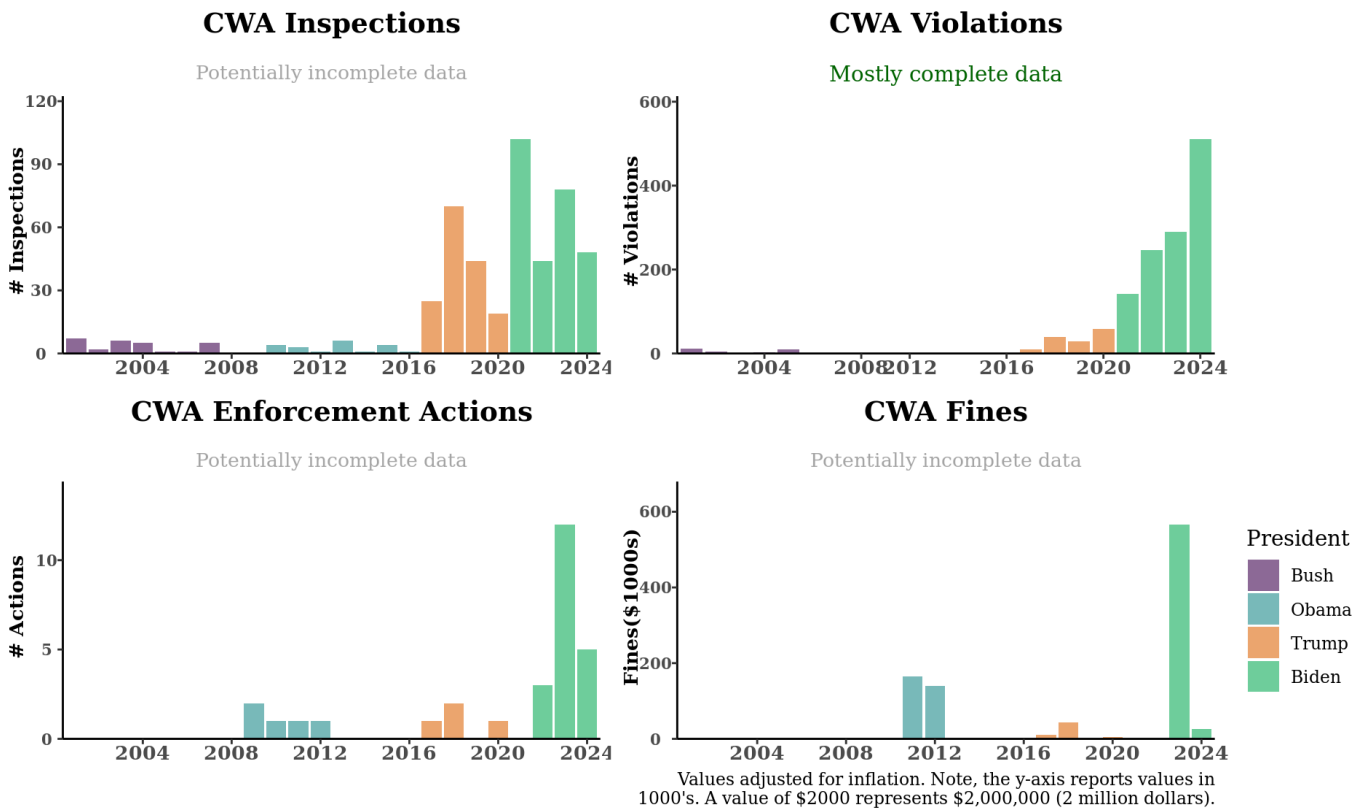 CWA Inspections
Potentially incomplete data
# Inspections
120
90
60
30
0
2004 2008 2012 2016 2020 2024
CWA Violations
Mostly complete data
# Violations
600
400
200
0
2004 2008 2012 2016 2020 2024
CWA Enforcement Actions
Potentially incomplete data
# Actions
10
5
0
2004 2008 2012 2016 2020 2024
CWA Fines
Potentially incomplete data
Fines($1000s)
600
400
200
0
2004 2008 2012 2016 2020 2024
President
Bush
Obama
Trump
Biden
Values adjusted for inflation. Note, the y-axis reports values in
1000's. A value of $2000 represents $2,000,000 (2 million dollars).